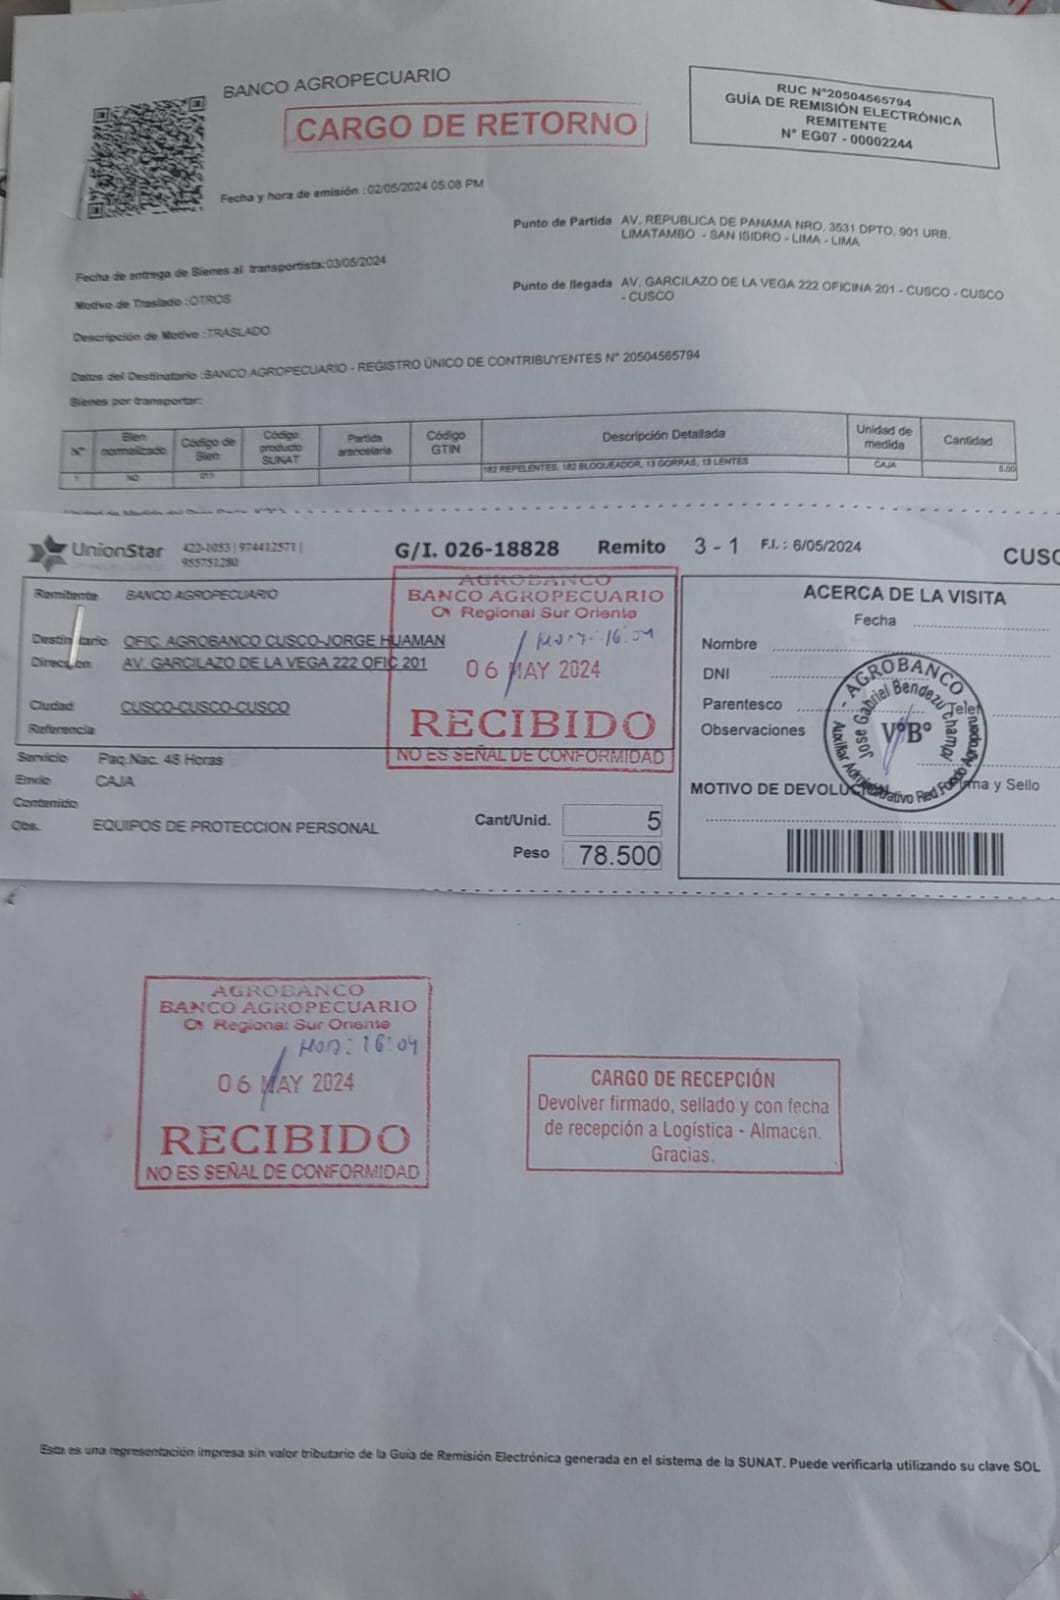 BANCO AGROPECUARIO
CARGO DE RETORNO
RUC N°20504565794
GUÍA DE REMISIÓN ELECTRÓNICA
REMITENTE
N° EG07 - 00002244
Fecha y hora de emisión :02/05/2024 05:08 PM
Punto de Partida AV. REPUBLICA DE PANAMA NRO. 3531 DPTO. 901 URB.
LIMATAMBO - SAN ISIDRO - LIMA - LIMA
Fecha de entrega de Bienes al transportista:03/05/2024
Punto de llegada AV. GARCILAZO DE LA VEGA 222 OFICINA 201 - CUSCO - CUSCO
- CUSCO
Motivo de Traslado :OTROS
Descripción de Motivo :TRASLADO
Datos del Destinatario :BANCO AGROPECUARIO - REGISTRO ÚNICO DE CONTRIBUYENTES N° 20504565794
Bienes por transportar:
N° Bien normalizado Código de Bien Código producto SUNAT Partida arancelaria Código GTIN Descripción Detallada Unidad de medida Cantidad
1 NO 011 182 REPELENTES, 182 BLOQUEADOR, 13 GORRAS, 13 LENTES CAJA 5.00
UnionStar 422-1053 | 974412571 |
955751280
G/I. 026-18828 Remito 3 - 1 F.I.: 6/05/2024 CUSC
Remitente BANCO AGROPECUARIO
Destinatario OFIC. AGROBANCO CUSCO-JORGE HUAMAN
Dirección AV. GARCILAZO DE LA VEGA 222 OFIC 201
Ciudad CUSCO-CUSCO-CUSCO
Referencia
Servicio Paq.Nac. 48 Horas
Envio CAJA
Contenido
Obs. EQUIPOS DE PROTECCION PERSONAL
Cant/Unid. 5
Peso 78.500
AGROBANCO
BANCO AGROPECUARIO
Regional Sur Oriente
16:04
06 MAY 2024
RECIBIDO
NO ES SEÑAL DE CONFORMIDAD
ACERCA DE LA VISITA
Fecha
Nombre
DNI
Parentesco
Telef
Observaciones
MOTIVO DE DEVOLUC
ma y Sello
- AGROBANCO -
Jose Gabriel Bendezu Champi
V°B°
Auxiliar Administrativo Red Fondo Agroperu
AGROBANCO
BANCO AGROPECUARIO
Regional Sur Oriente
Hora: 16:04
06 MAY 2024
RECIBIDO
NO ES SEÑAL DE CONFORMIDAD
CARGO DE RECEPCIÓN
Devolver firmado, sellado y con fecha
de recepción a Logística - Almacén.
Gracias.
Esta es una representación impresa sin valor tributario de la Guía de Remisión Electrónica generada en el sistema de la SUNAT. Puede verificarla utilizando su clave SOL